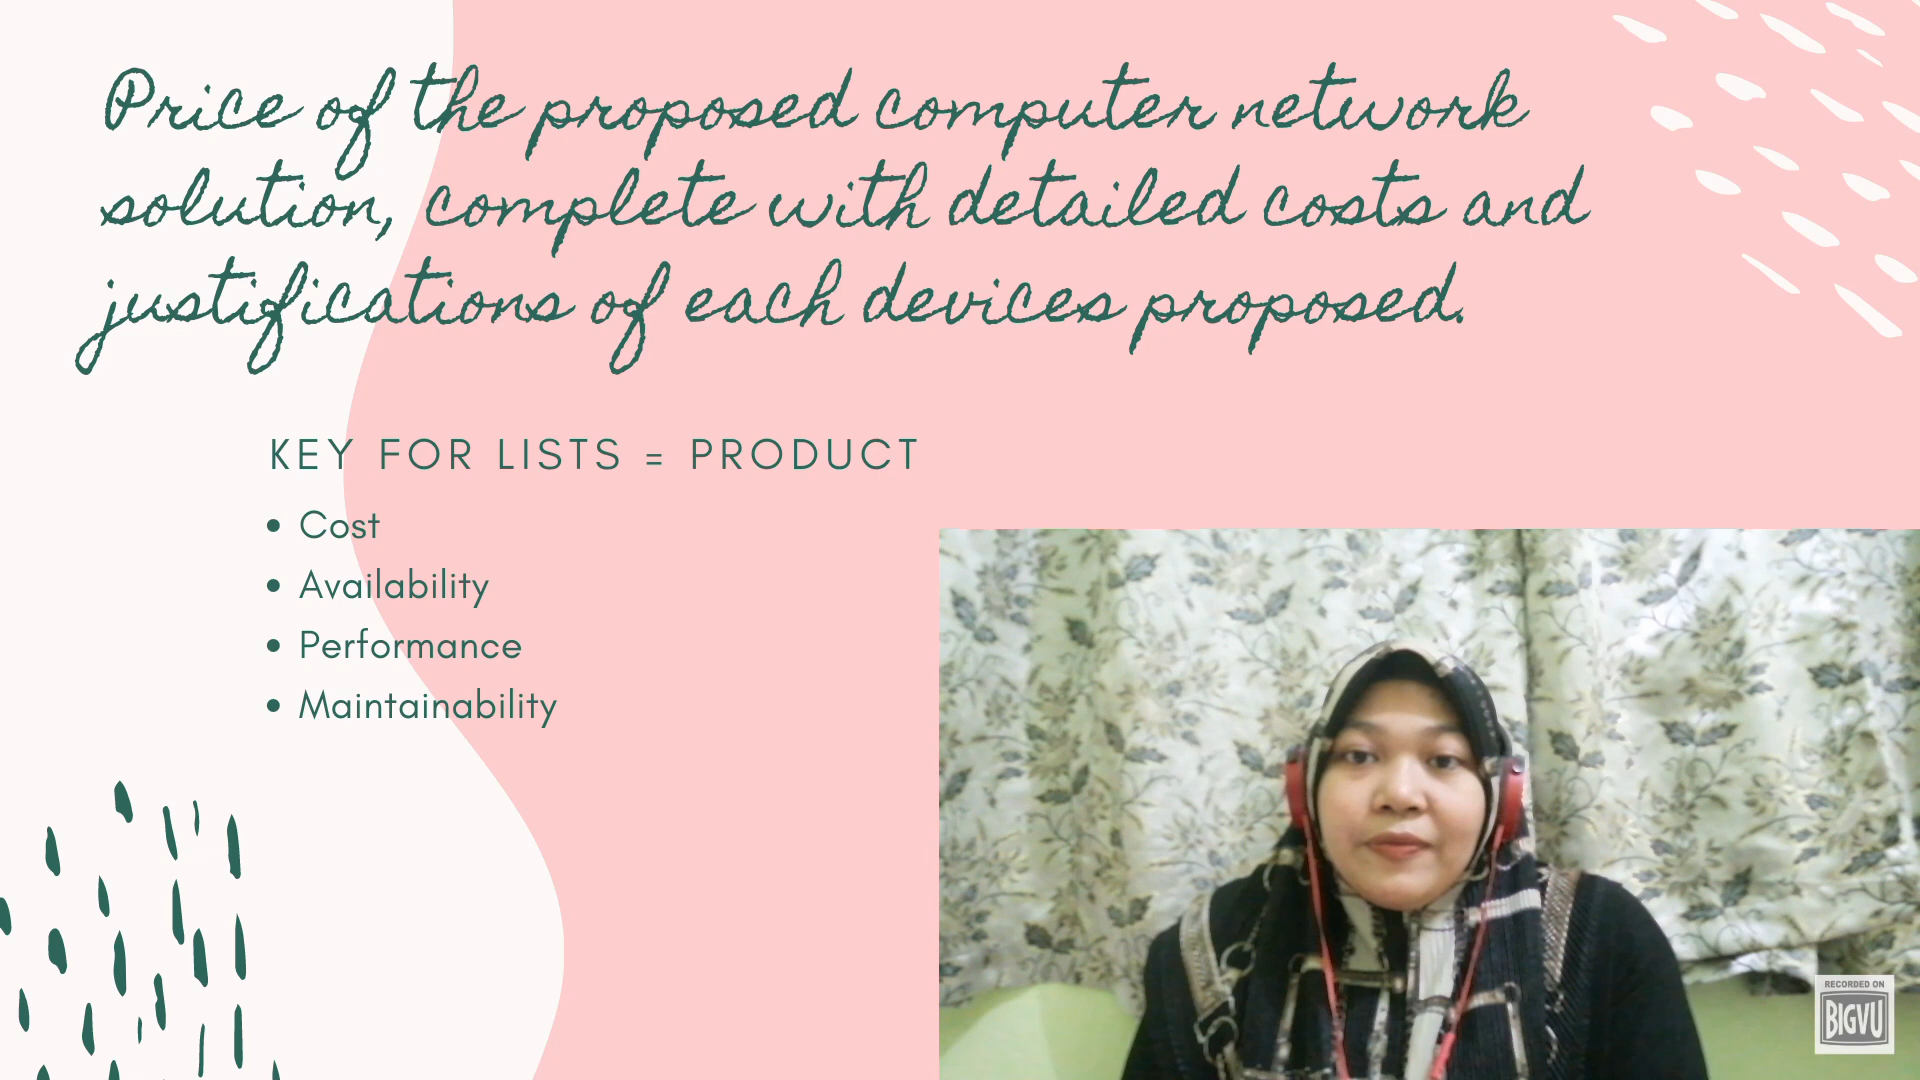 Price of the proposed computer network
solution, complete with detailed costs and
justifications of each devices proposed.
KEY FOR LISTS = PRODUCT
• Cost
• Availability
• Performance
• Maintainability
RECORDED ON
BIGVU